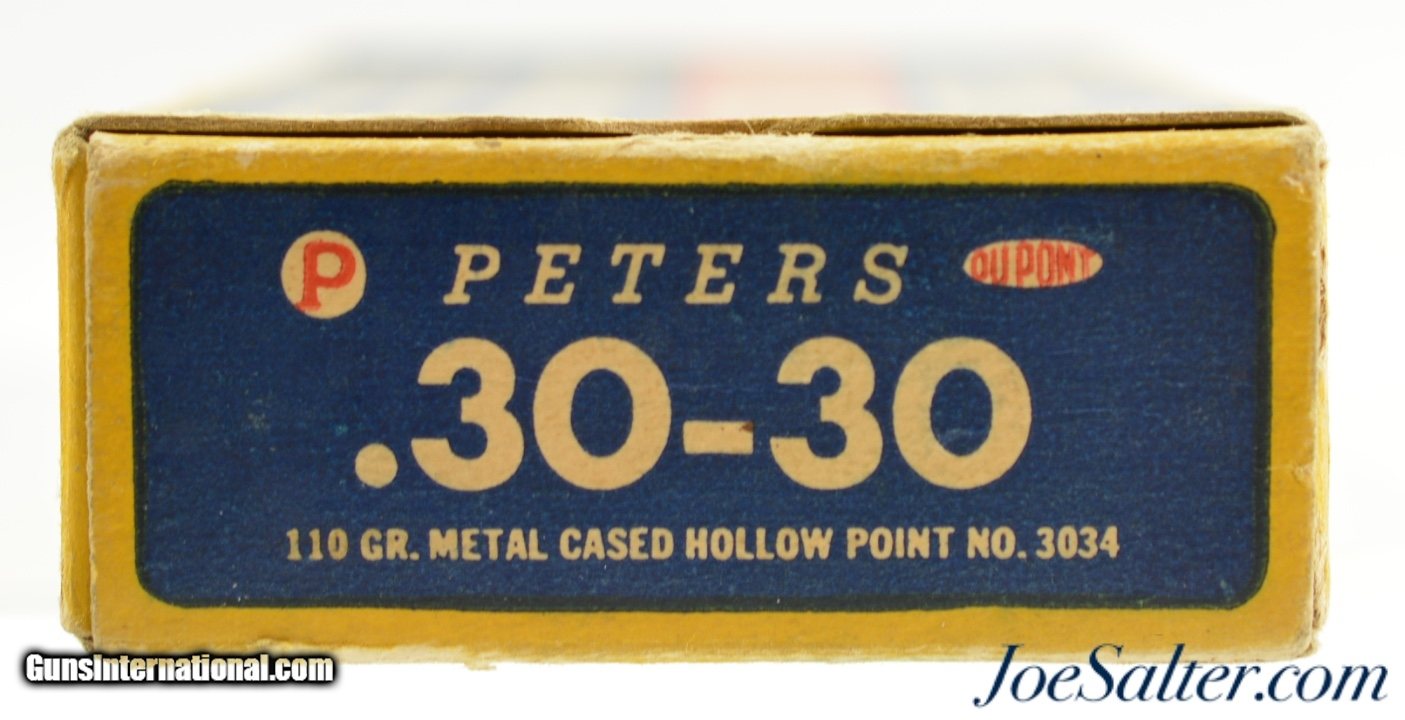 P PETERS DU PONT
.30-30
110 GR. METAL CASED HOLLOW POINT NO. 3034
GunsInternational.com
JoeSalter.com